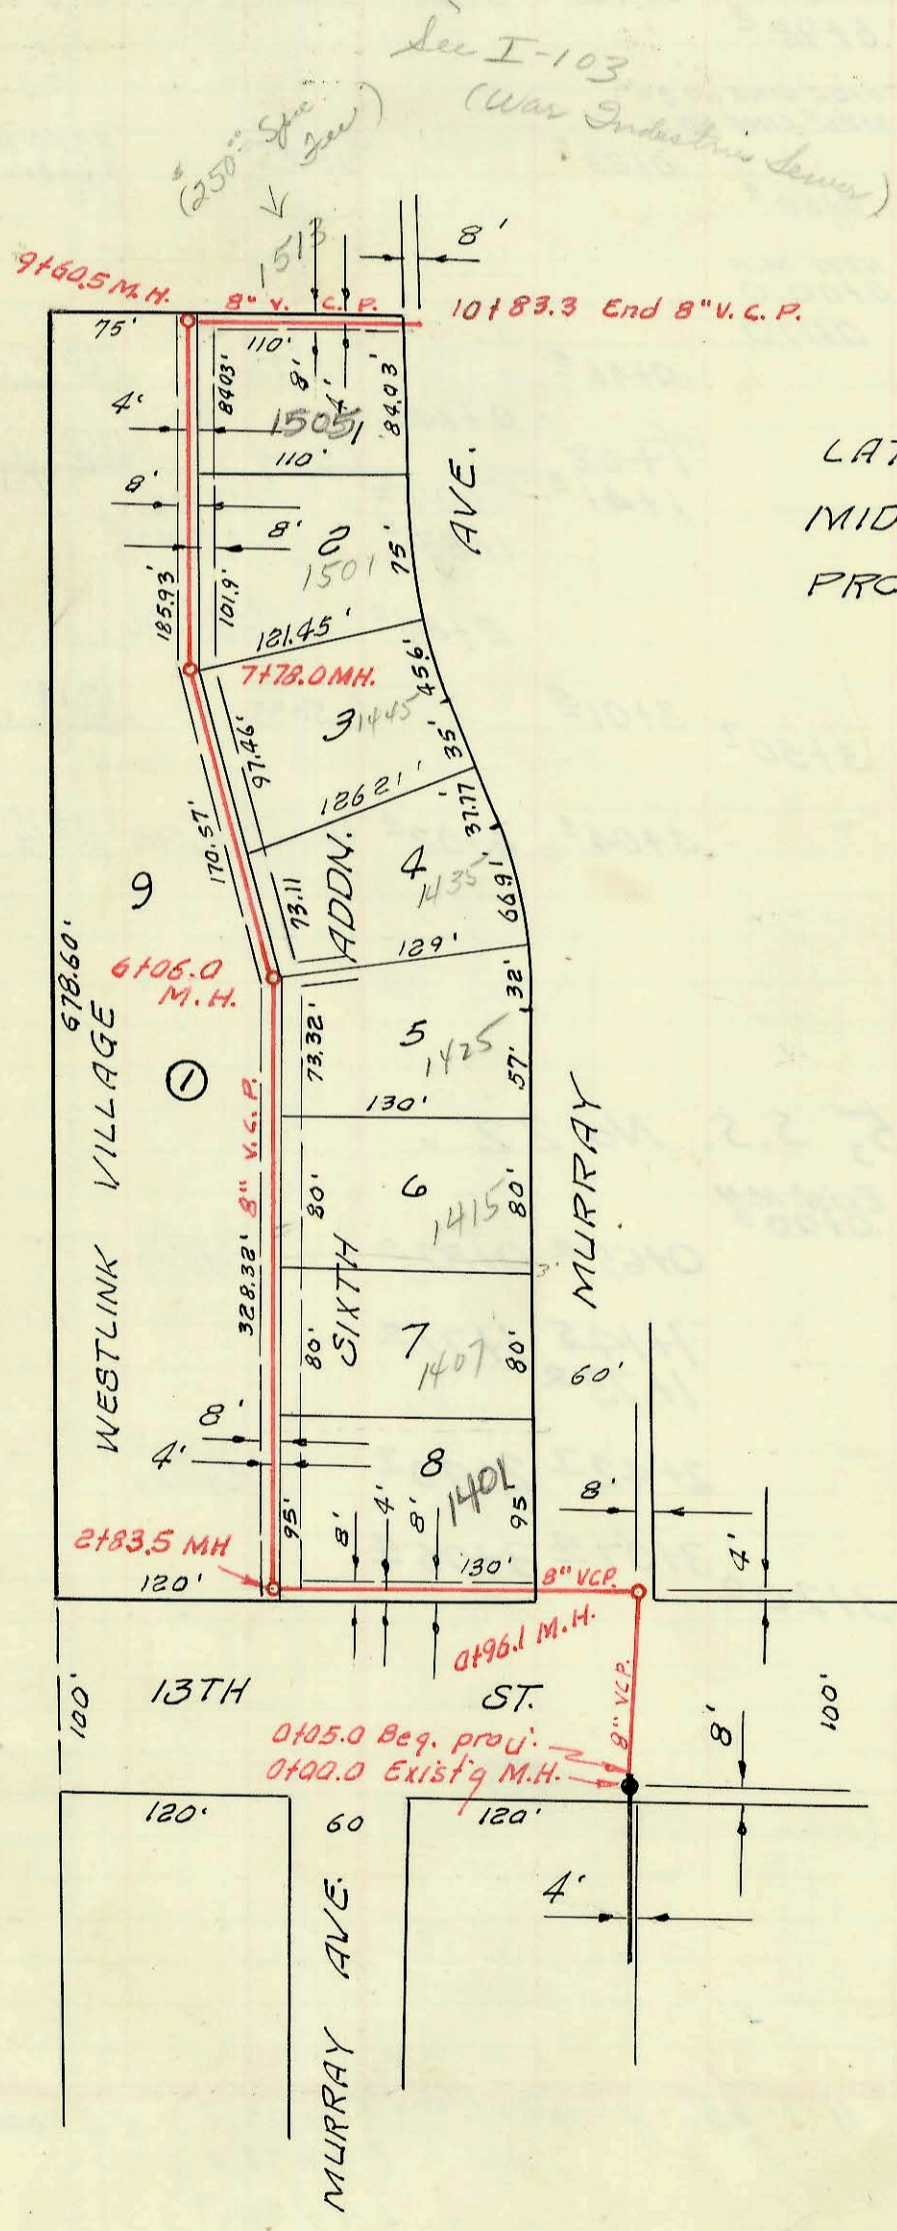 See I-103
(War Industries Sewer)
($250.00 Spec. Fee)
1513
8'
9+60.5 M.H.
8" V. C. P.
10+83.3 End 8" V. C. P.
75'
110'
84.03'
8'
4'
84.93'
4'
1505
1
110'
8'
8'
2
1501
75'
AVE.
LAT
MID
PRO
185.93'
101.9'
121.45'
7+78.0 MH.
45.6'
3
1445
35'
97.46'
126.21'
37.77
170.57'
ADDN.
4
1435
66.91'
73.11
129'
9
678.60'
6+06.0
M. H.
32'
5
1425
57'
73.32'
130'
WESTLINK VILLAGE
1
8" V. C. P.
328.32'
80'
6
1415
80'
MURRAY
SIXTH
80'
7
1407
80'
60'
8'
4'
8
1401
95'
8'
4'
8'
95
8'
4'
2+83.5 MH
120'
130'
8" VCP.
0+96.1 M.H.
100'
13TH
ST.
8" VCP.
8'
100'
0+05.0 Beg. proj.
0+00.0 Exist'g M.H.
120'
60
120'
4'
MURRAY AVE.